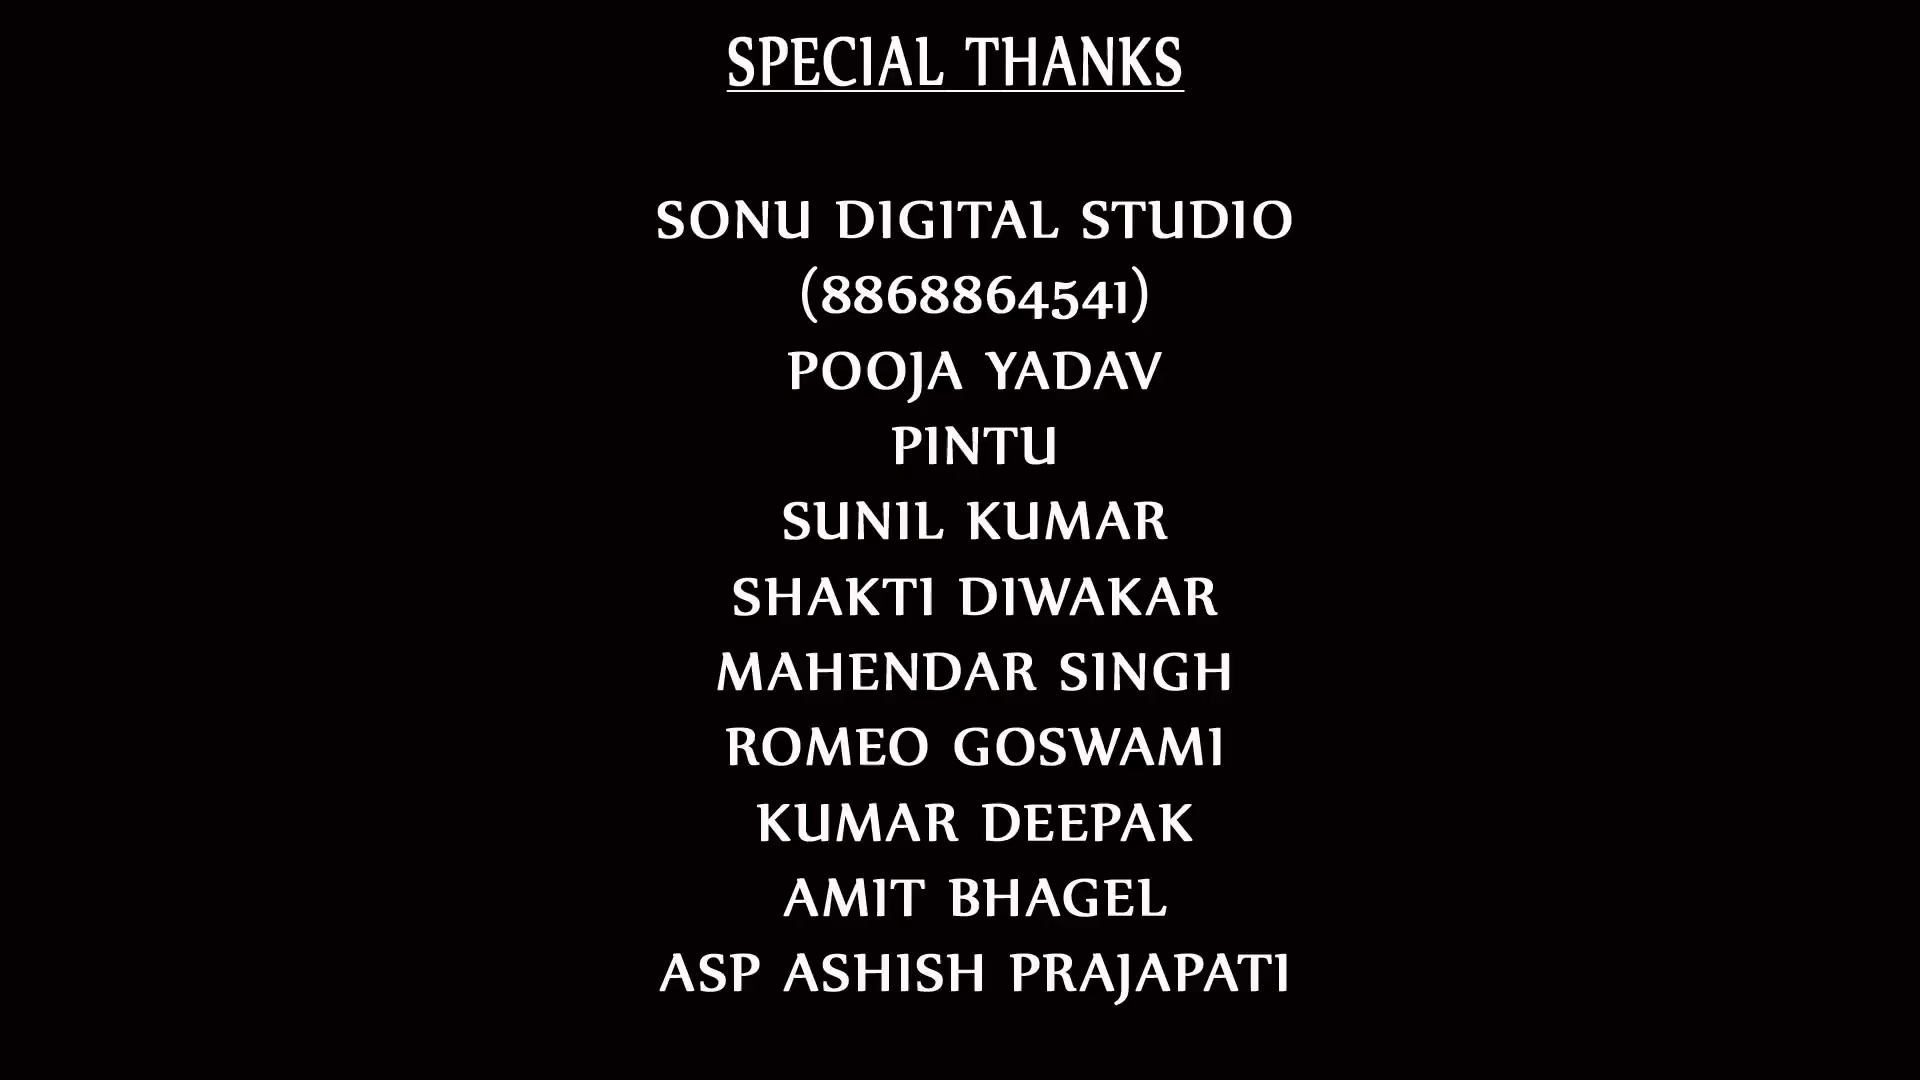 SPECIAL THANKS
SONU DIGITAL STUDIO
(8868864541)
POOJA YADAV
PINTU
SUNIL KUMAR
SHAKTI DIWAKAR
MAHENDAR SINGH
ROMEO GOSWAMI
KUMAR DEEPAK
AMIT BHAGEL
ASP ASHISH PRAJAPATI